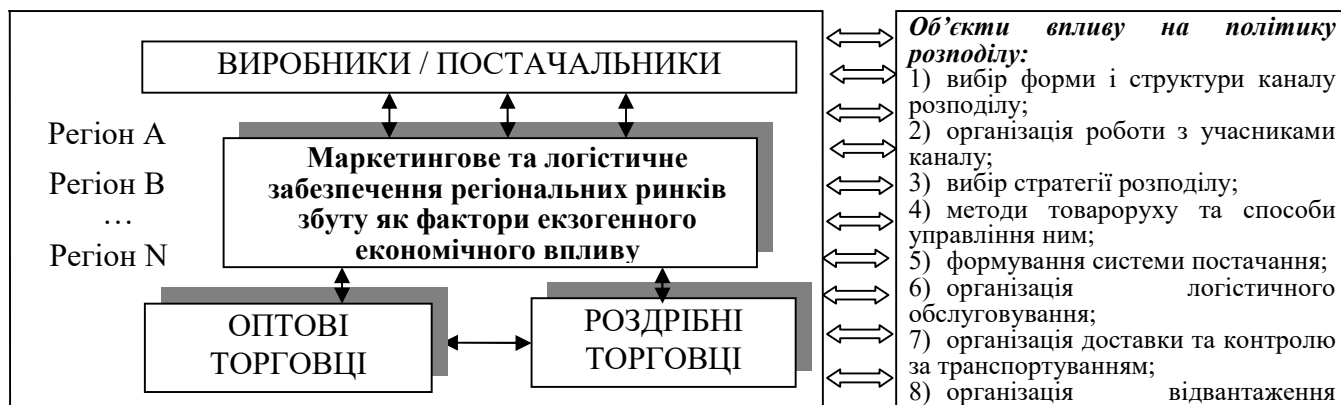 ВИРОБНИКИ / ПОСТАЧАЛЬНИКИ
Регіон А
Регіон В
…
Регіон N
Маркетингове та логістичне
забезпечення регіональних ринків
збуту як фактори екзогенного
економічного впливу
ОПТОВІ
ТОРГОВЦІ
РОЗДРІБНІ
ТОРГОВЦІ
Об’єкти впливу на політику
розподілу:
1) вибір форми і структури каналу
розподілу;
2) організація роботи з учасниками
каналу;
3) вибір стратегії розподілу;
4) методи товароруху та способи
управління ним;
5) формування системи постачання;
6) організація логістичного
обслуговування;
7) організація доставки та контролю
за транспортуванням;
8) організація відвантаження